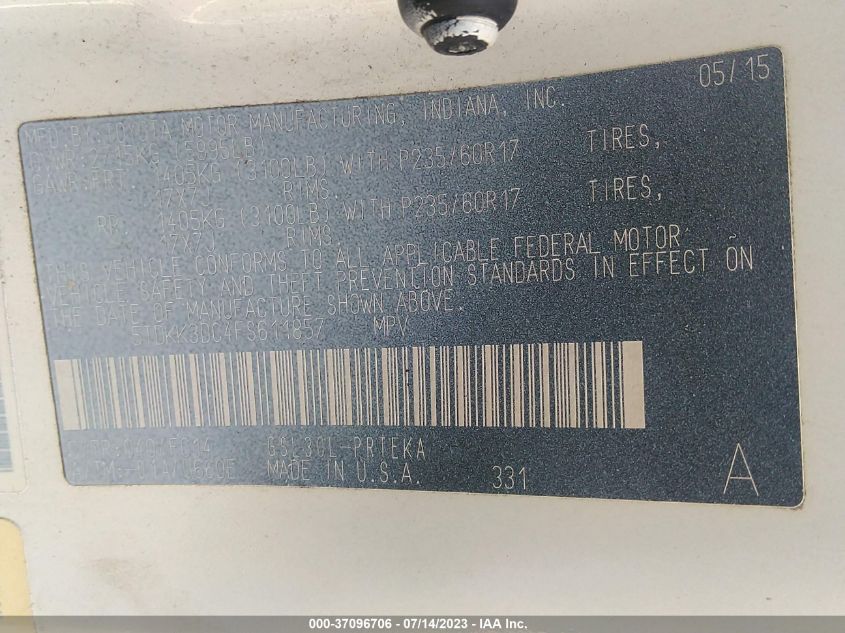 05/15
MFD.BY:TOYOTA MOTOR MANUFACTURING, INDIANA, INC.
GVWR:2715KG (5995LB)
GAWR:FRT. 1405KG (3100LB) WITH P235/60R17 TIRES,
17X7J RIMS.
RR. 1405KG (3100LB) WITH P235/60R17 TIRES,
17X7J RIMS.
THIS VEHICLE CONFORMS TO ALL APPLICABLE FEDERAL MOTOR
VEHICLE SAFETY AND THEFT PREVENTION STANDARDS IN EFFECT ON
THE DATE OF MANUFACTURE SHOWN ABOVE.
5TDKK3DC4FS611857 MPV
GSL30L-PRTEKA
MADE IN U.S.A. 331 A
000-37096706 - 07/14/2023 - IAA Inc.